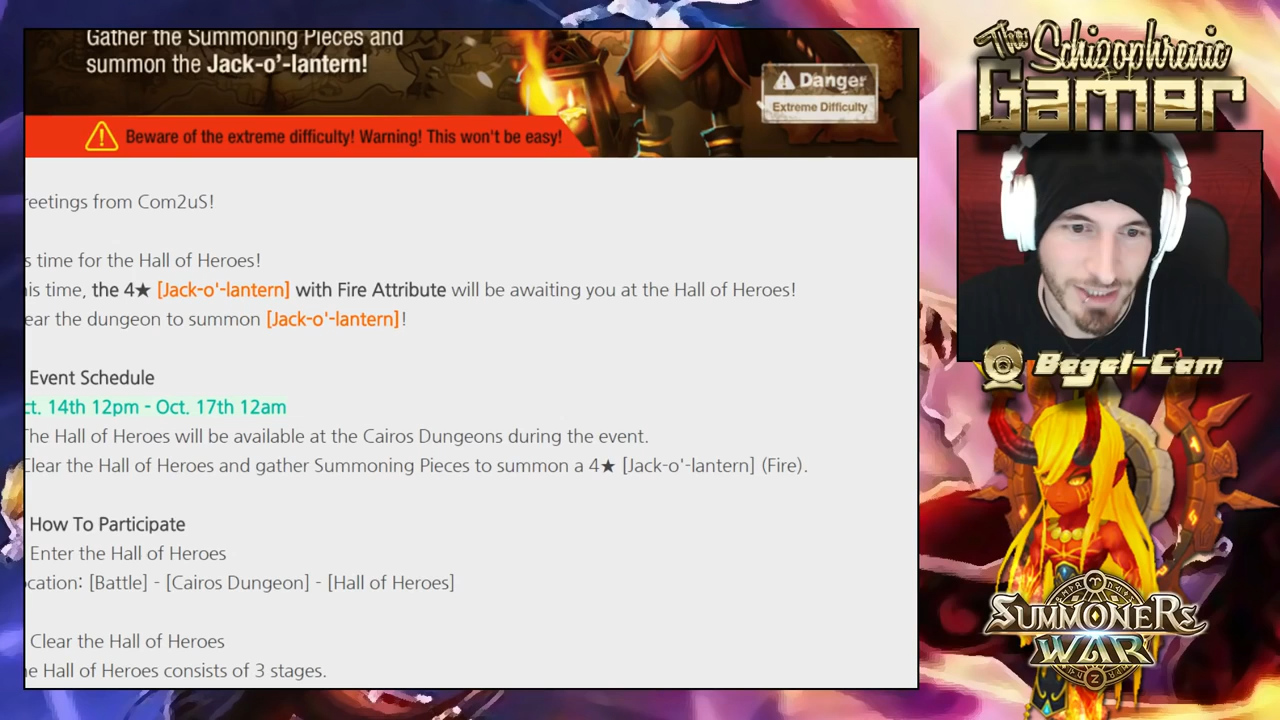 Gather the Summoning Pieces and
summon the Jack-o'-lantern!
Danger
Extreme Difficulty
Beware of the extreme difficulty! Warning! This won't be easy!
reetings from Com2uS!
s time for the Hall of Heroes!
is time, the 4★ [Jack-o'-lantern] with Fire Attribute will be awaiting you at the Hall of Heroes!
ear the dungeon to summon [Jack-o'-lantern]!
Event Schedule
ct. 14th 12pm - Oct. 17th 12am
The Hall of Heroes will be available at the Cairos Dungeons during the event.
Clear the Hall of Heroes and gather Summoning Pieces to summon a 4★ [Jack-o'-lantern] (Fire).
How To Participate
Enter the Hall of Heroes
ocation: [Battle] - [Cairos Dungeon] - [Hall of Heroes]
Clear the Hall of Heroes
e Hall of Heroes consists of 3 stages.
The Schizophrenic
Gamer
Bagel-Cam
SUMMONERS
WAR